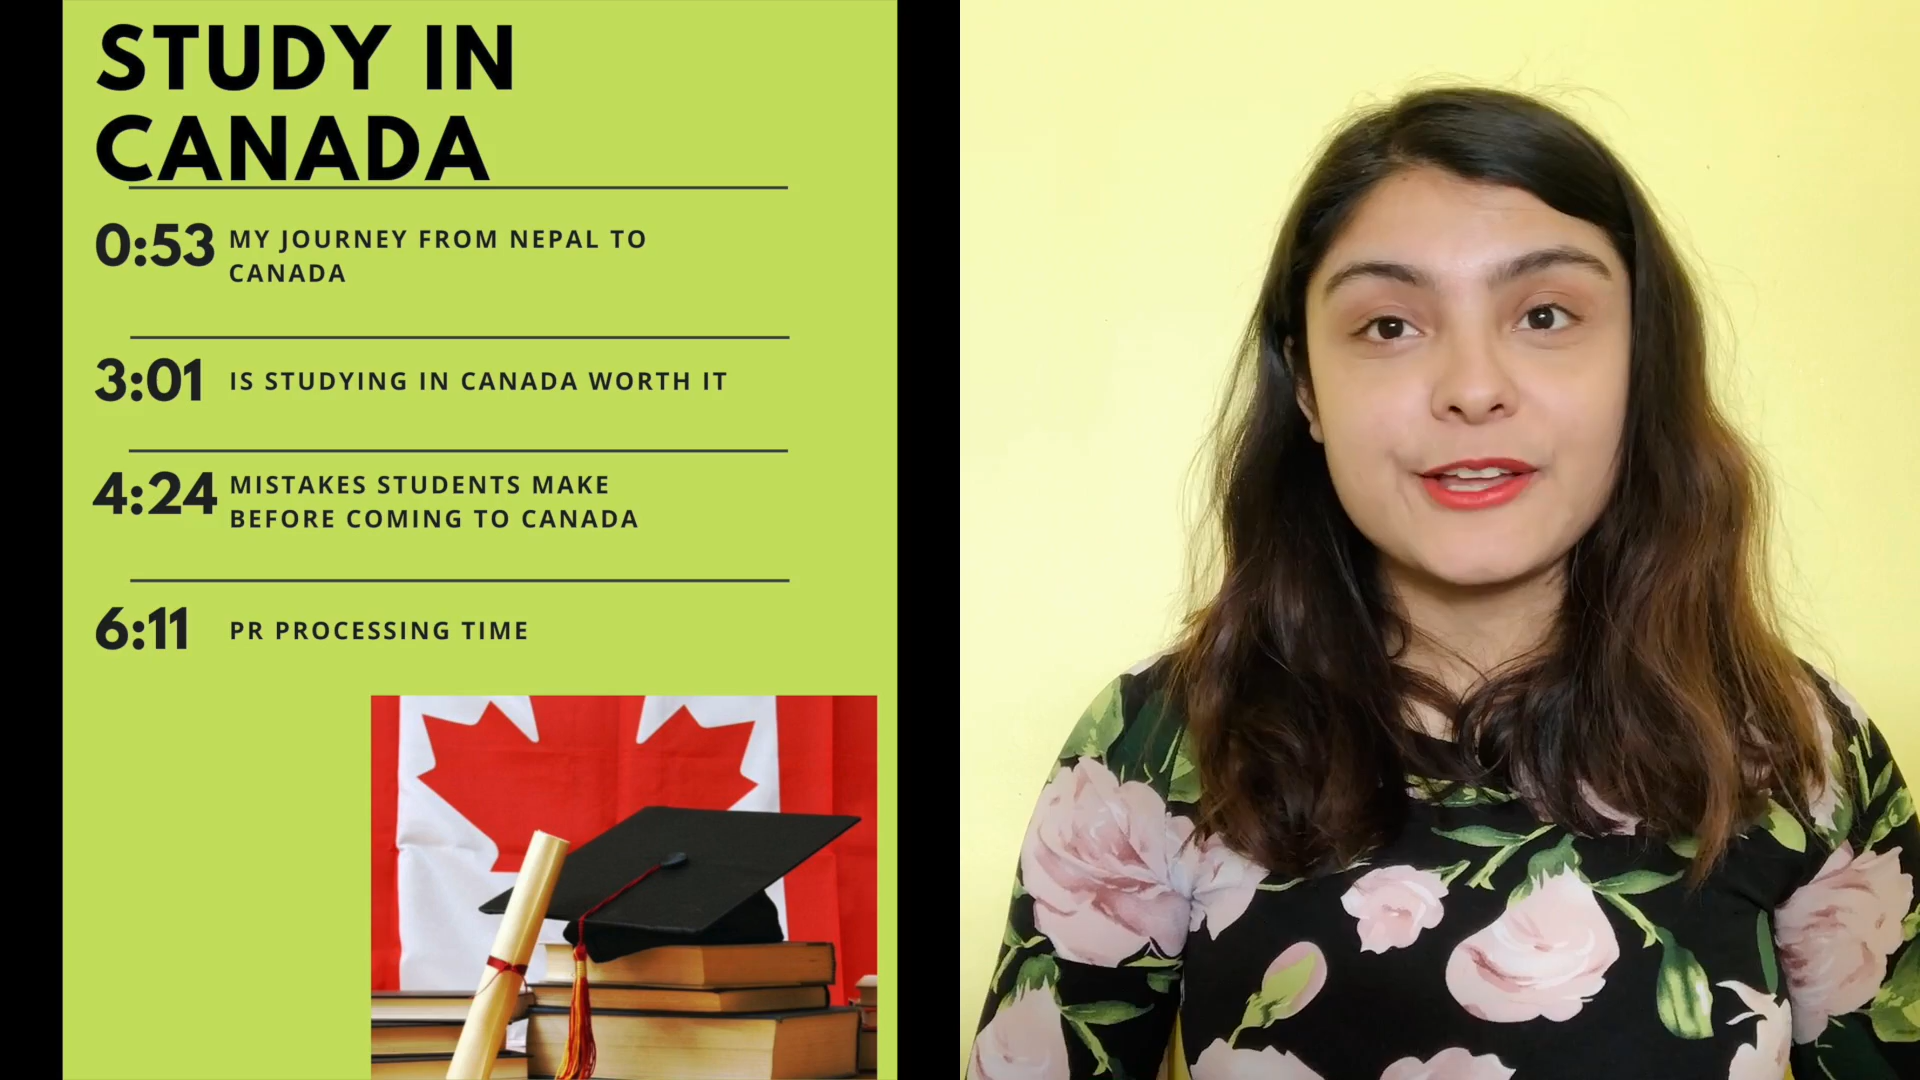 STUDY IN
CANADA
0:53 MY JOURNEY FROM NEPAL TO
CANADA
3:01 IS STUDYING IN CANADA WORTH IT
4:24 MISTAKES STUDENTS MAKE
BEFORE COMING TO CANADA
6:11 PR PROCESSING TIME